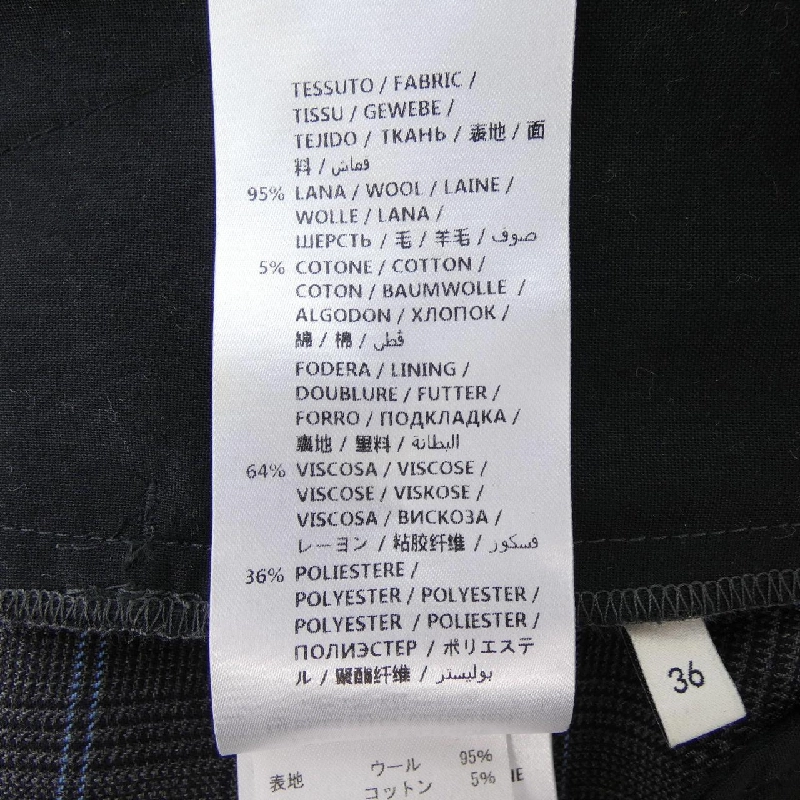 TESSUTO / FABRIC /
TISSU / GEWEBE /
TEJIDO / ТКАНЬ / 表地 / 面
料 / قماش
95% LANA / WOOL / LAINE /
WOLLE / LANA /
ШЕРСТЬ / 毛 / 羊毛 / صوف
5% COTONE / COTTON /
COTON / BAUMWOLLE /
ALGODON / ХЛОПОК /
綿 / 棉 / قطن
FODERA / LINING /
DOUBLURE / FUTTER /
FORRO / ПОДКЛАДКА /
裏地 / 里料 / البطانة
64% VISCOSA / VISCOSE /
VISCOSE / VISKOSE /
VISCOSA / ВИСКОЗА /
レーヨン / 粘胶纤维 / فسكوز
36% POLIESTERE /
POLYESTER / POLYESTER /
POLYESTER / POLIESTER /
ПОЛИЭСТЕР / ポリエステ
ル / 聚酯纤维 / بوليستر
36
表地 ウール 95%
コットン 5%
IE